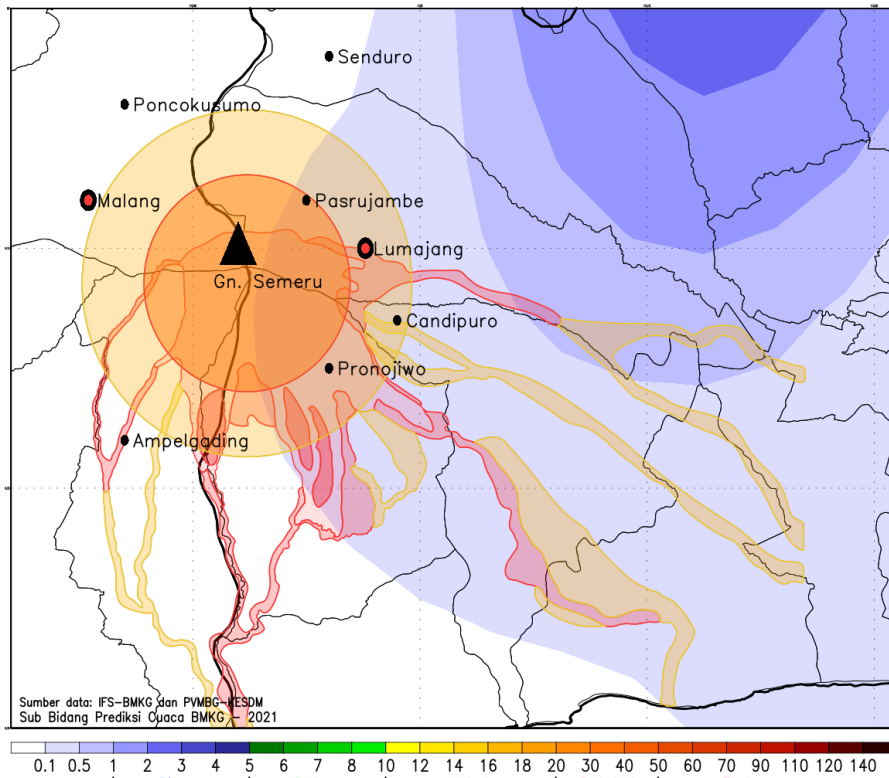 Senduro
Poncokusumo
Malang
Pasrujambe
Lumajang
Gn. Semeru
Candipuro
Pronojiwo
Ampelgading
Sumber data: IFS-BMKG dan PVMBG-KESDM
Sub Bidang Prediksi Cuaca BMKG - 2021
0.1 0.5 1 2 3 4 5 6 7 8 10 12 14 16 18 20 30 40 50 60 70 90 110 120 140